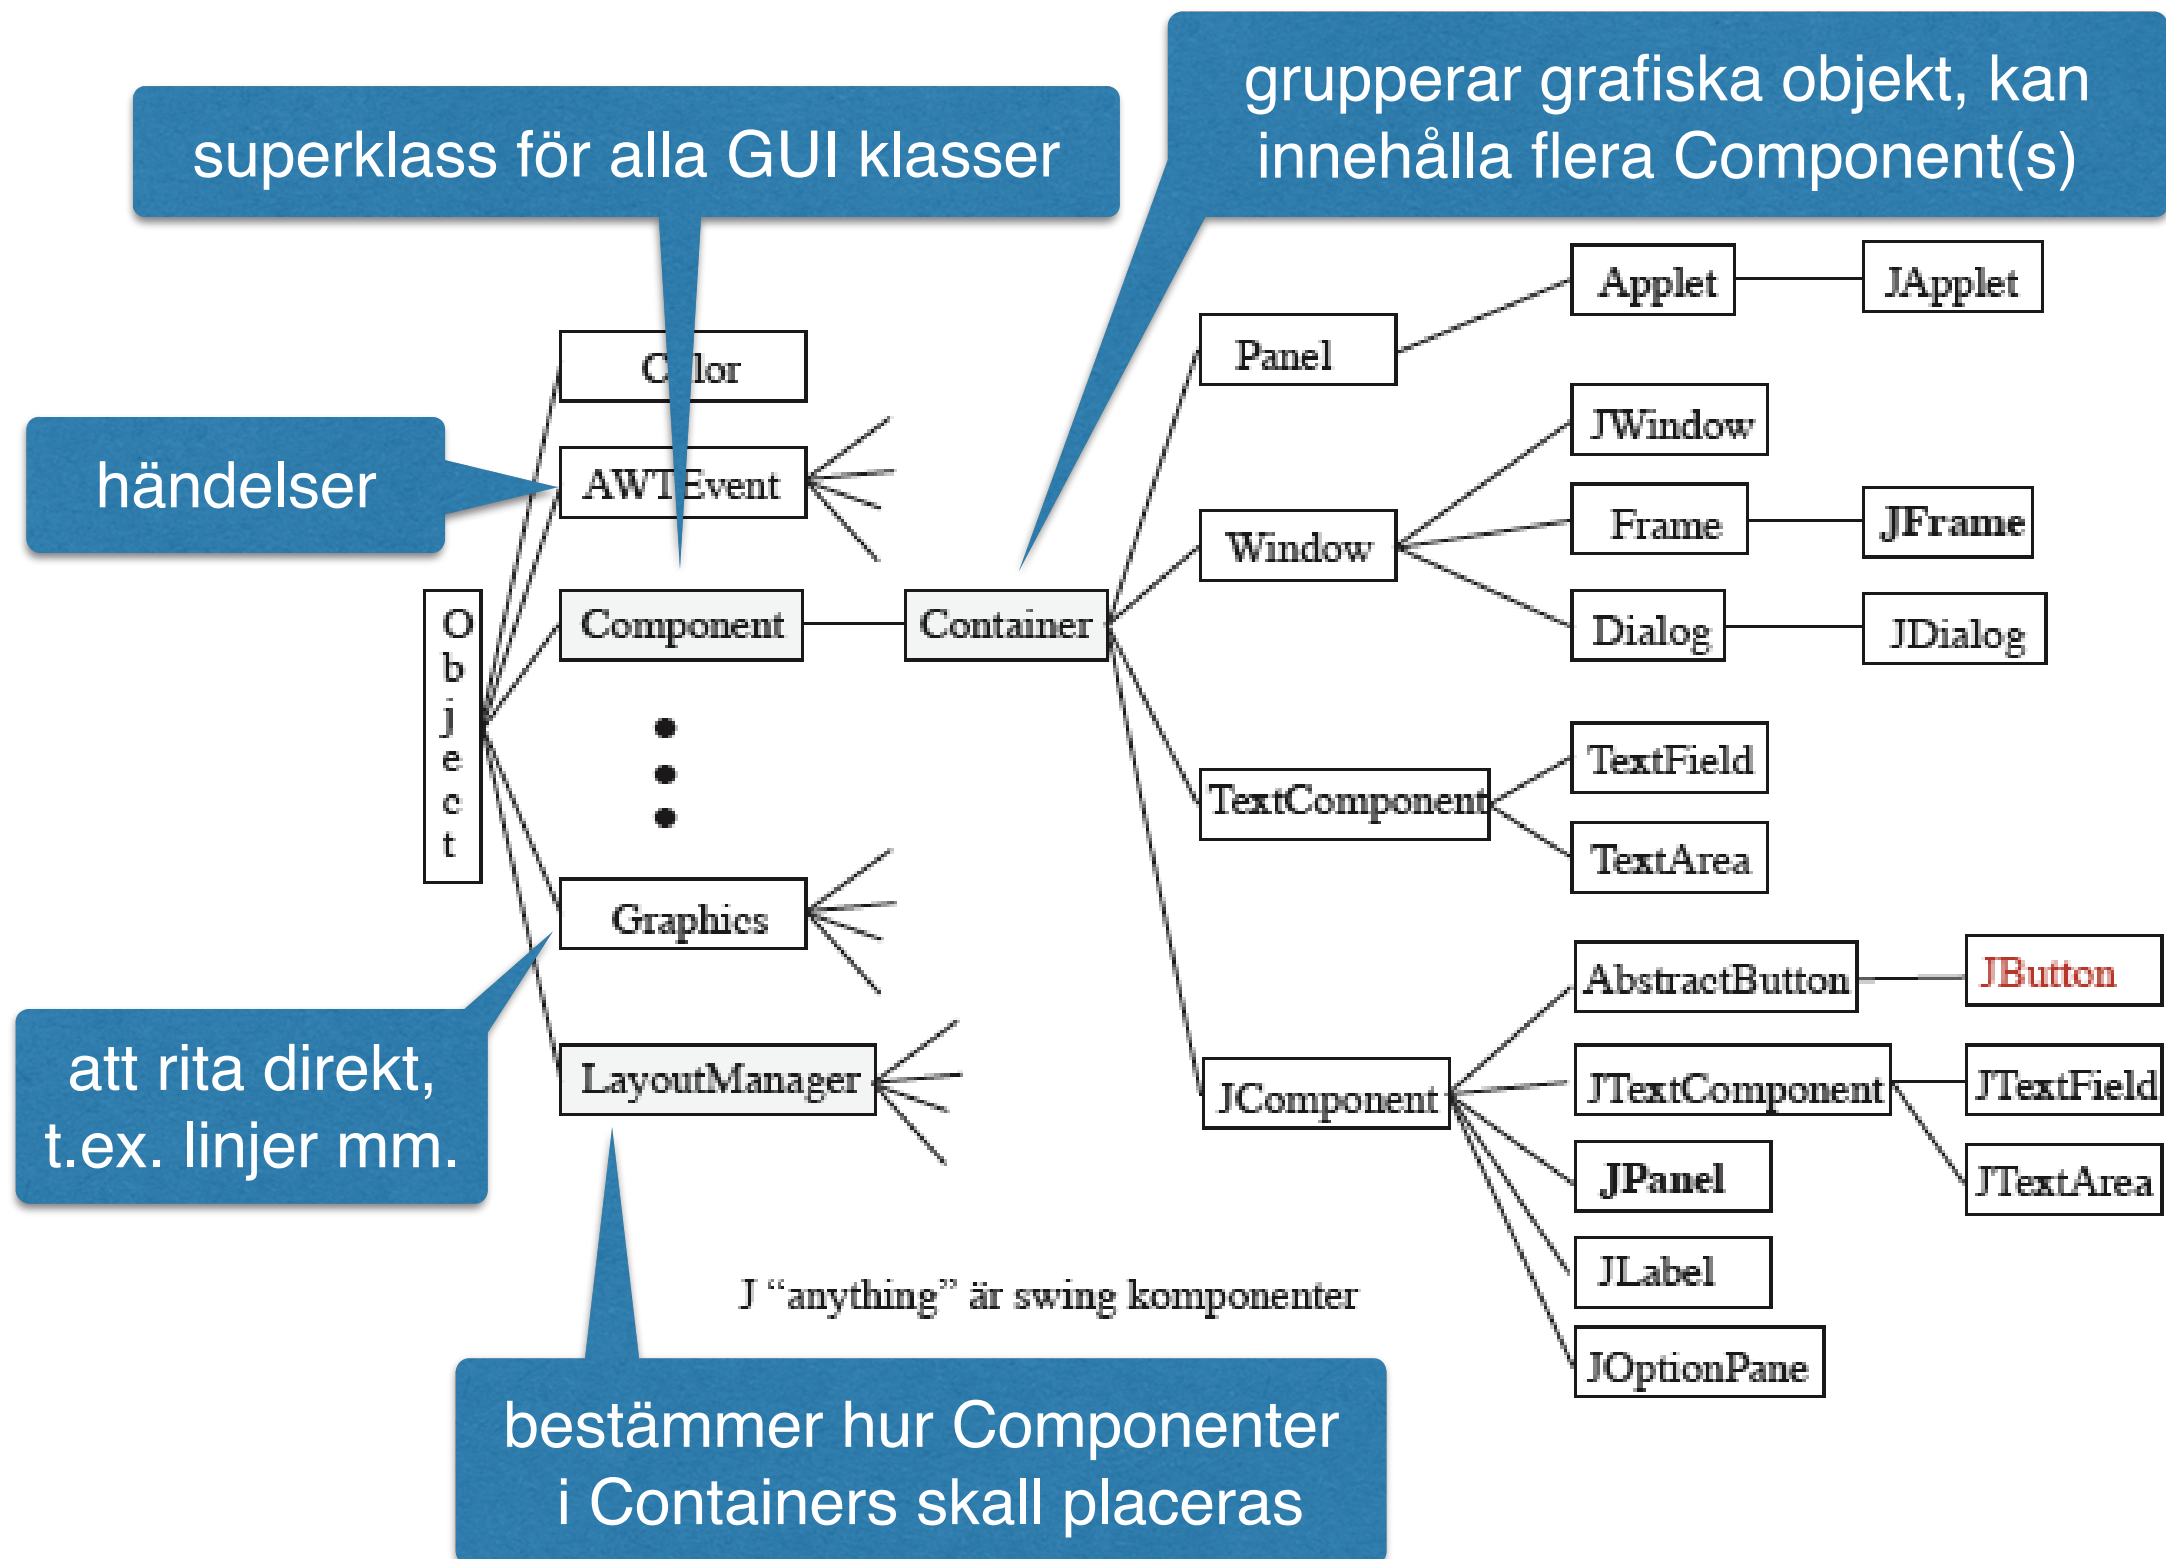 grupperar grafiska objekt, kan
innehålla flera Component(s)
superklass för alla GUI klasser
händelser
att rita direkt,
t.ex. linjer mm.
bestämmer hur Componenter
i Containers skall placeras
Object
Color
AWTEvent
Component
Graphics
LayoutManager
Container
Panel
Window
TextComponent
JComponent
Applet
JApplet
JWindow
Frame
JFrame
Dialog
JDialog
TextField
TextArea
AbstractButton
JButton
JTextComponent
JTextField
JTextArea
JPanel
JLabel
JOptionPane
J “anything” är swing komponenter